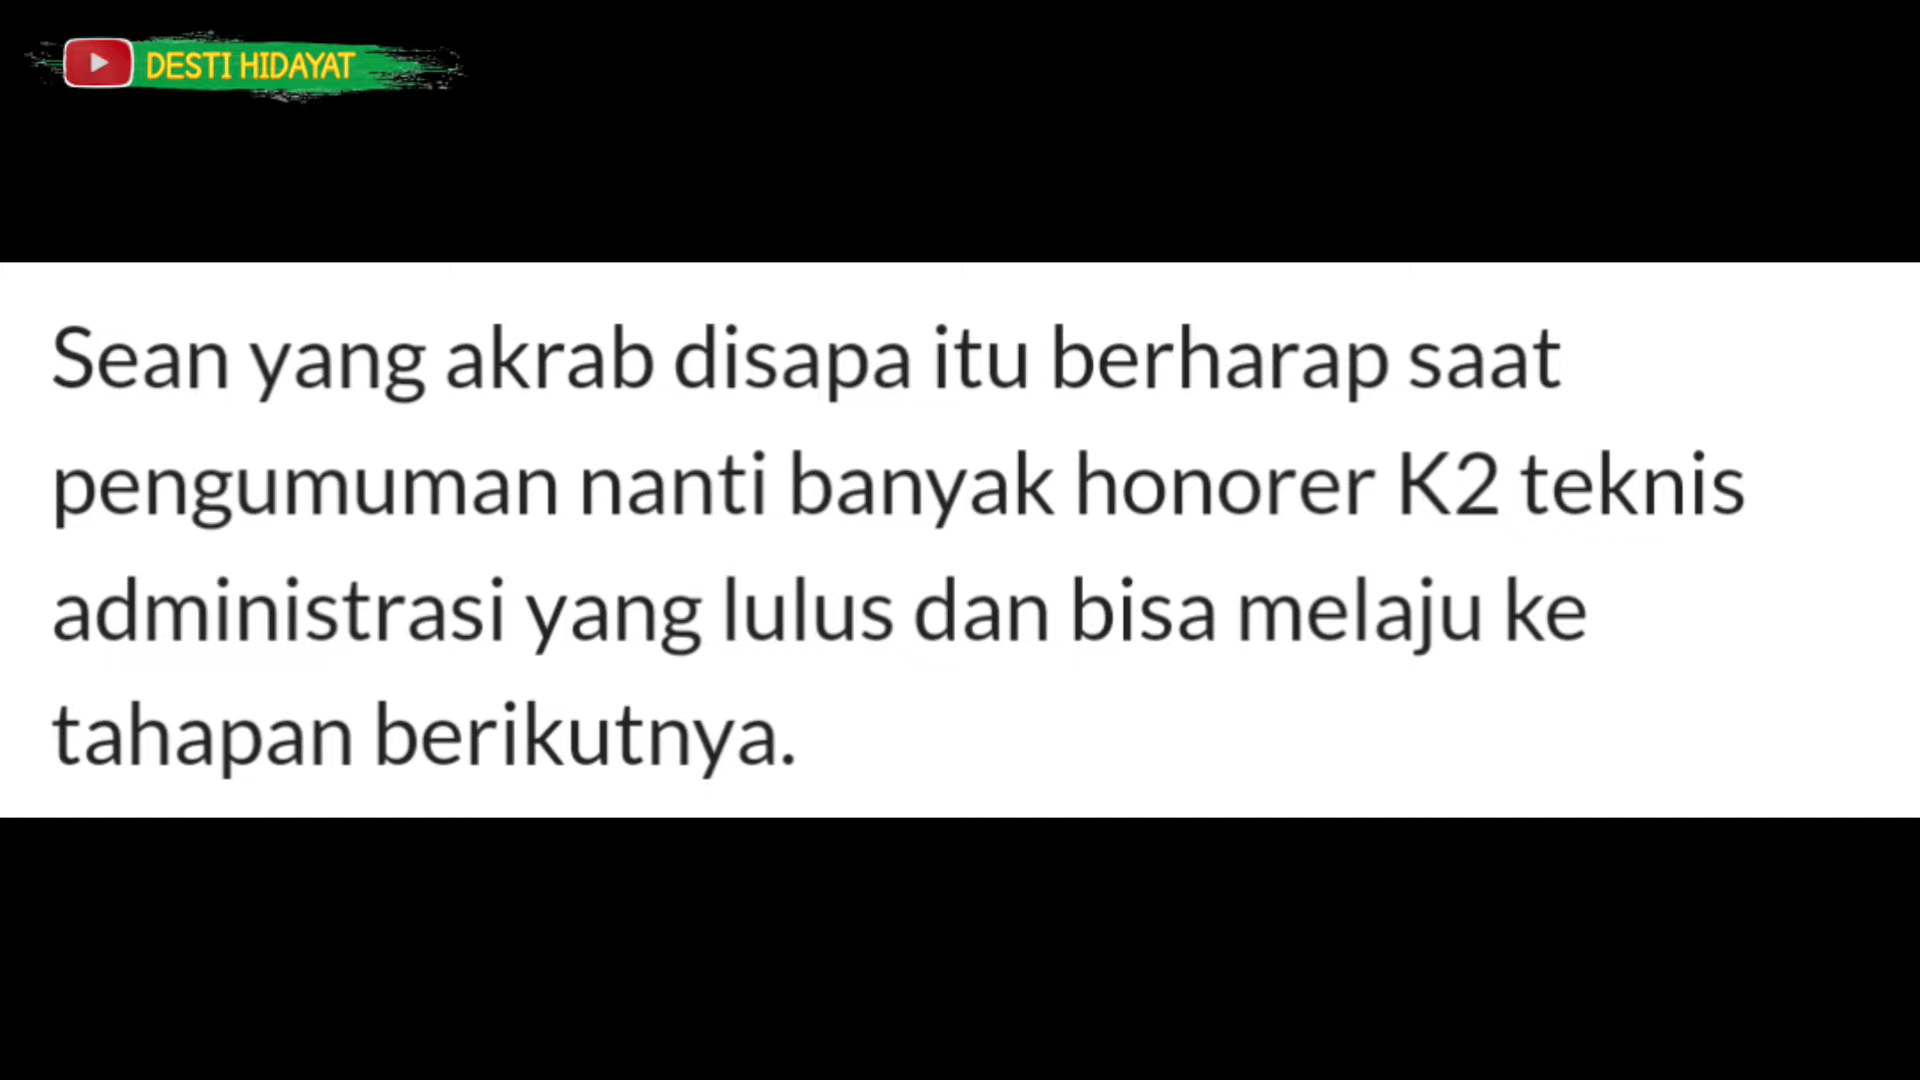 DESTI HIDAYAT
Sean yang akrab disapa itu berharap saat
pengumuman nanti banyak honorer K2 teknis
administrasi yang lulus dan bisa melaju ke
tahapan berikutnya.